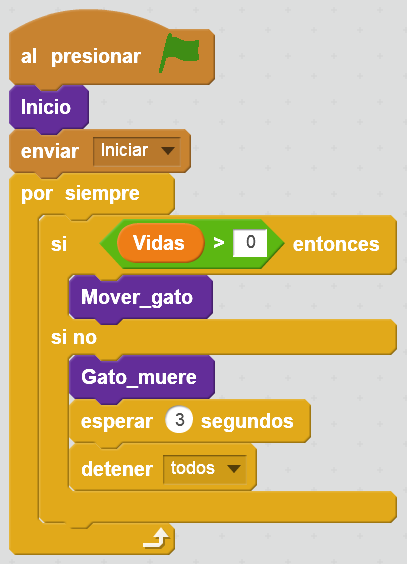 al presionar
Inicio
enviar Iniciar
por siempre
si Vidas > 0 entonces
Mover_gato
si no
Gato_muere
esperar 3 segundos
detener todos